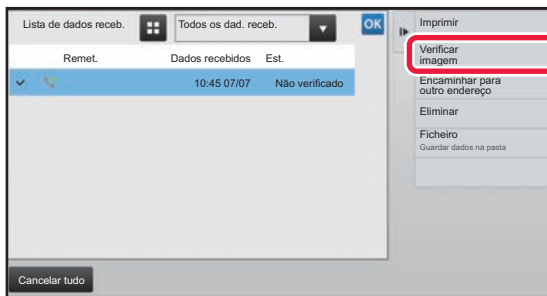 Lista de dados receb.
Todos os dad. receb.
OK
Remet.
Dados recebidos
Est.
10:45 07/07
Não verificado
Cancelar tudo
Imprimir
Verificar
imagem
Encaminhar para
outro endereço
Eliminar
Ficheiro
Guardar dados na pasta